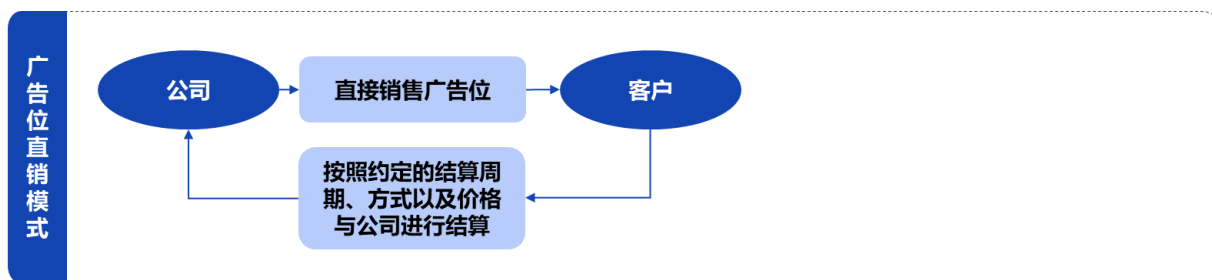 广告位直销模式
公司
直接销售广告位
客户
按照约定的结算周
期、方式以及价格
与公司进行结算